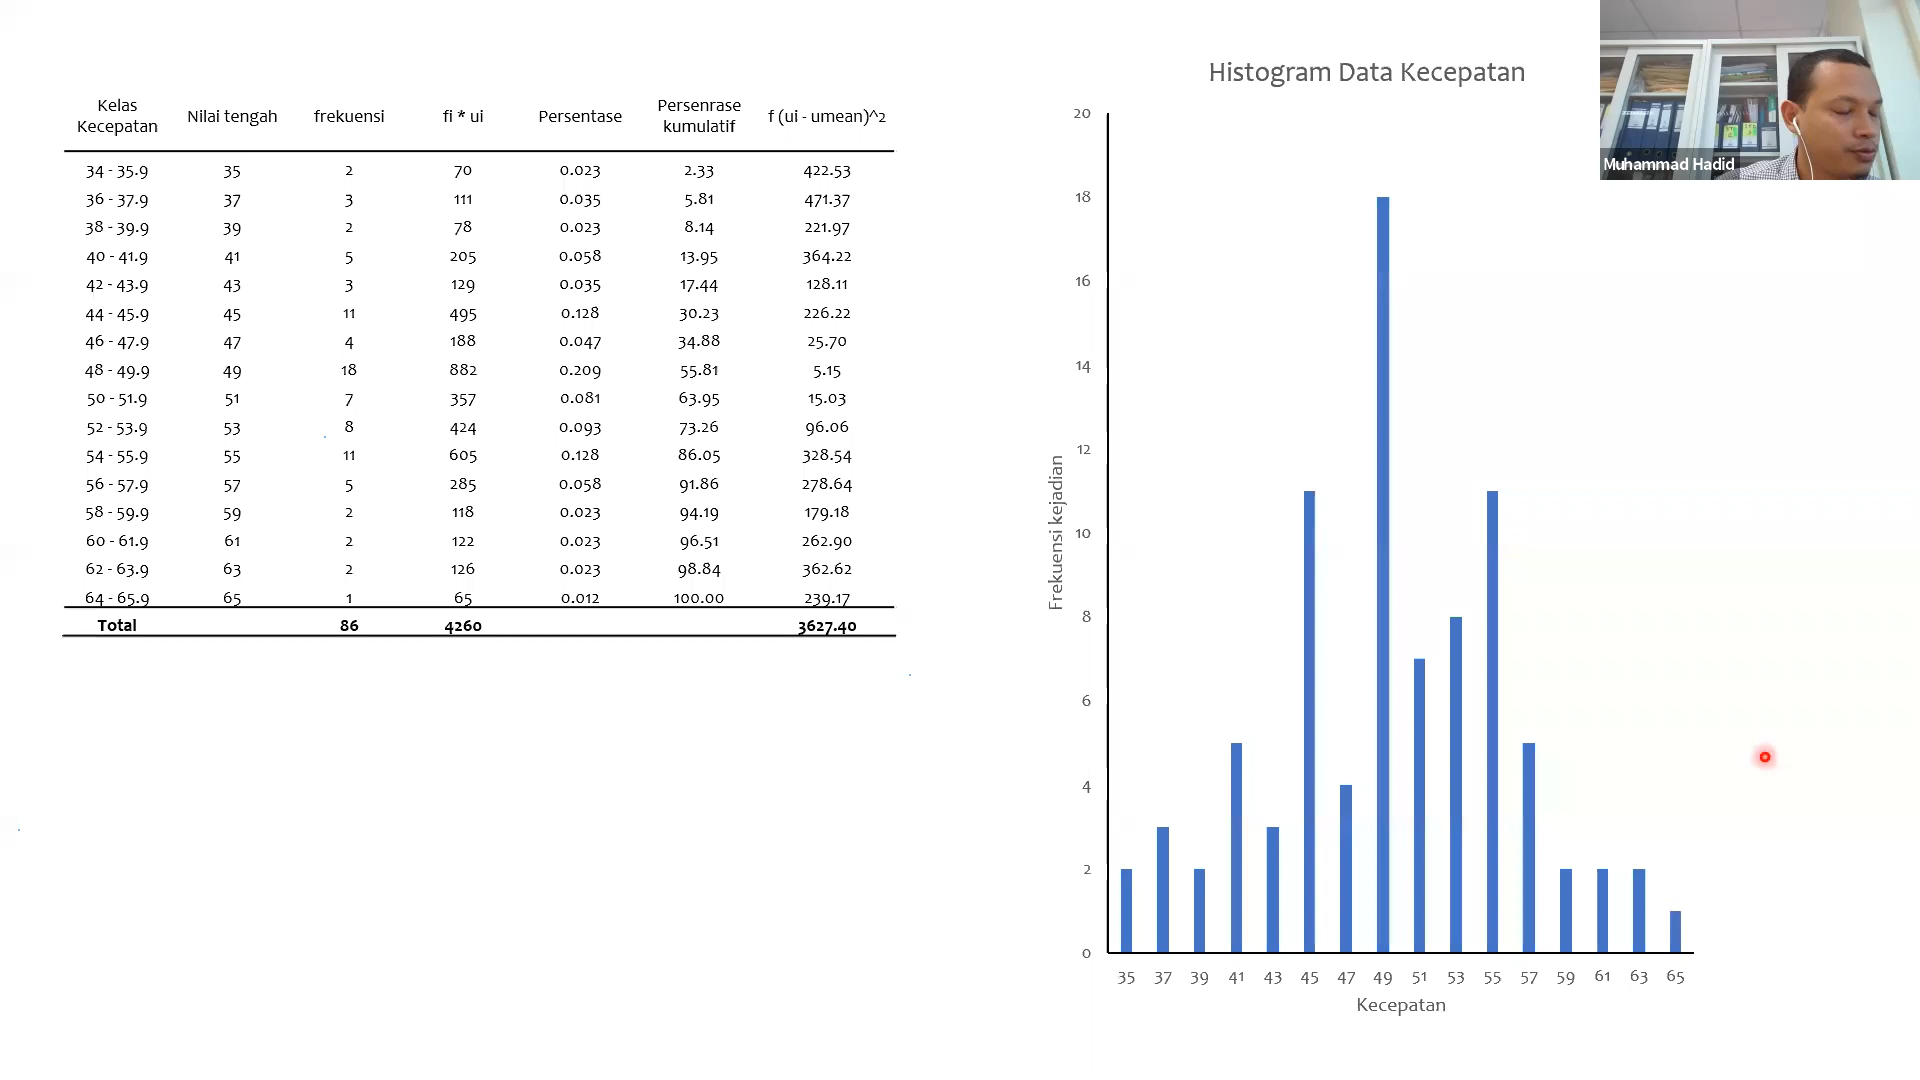 Kelas Kecepatan Nilai tengah frekuensi fi * ui Persentase Persenrase kumulatif f (ui - umean)^2
34 - 35.9 35 2 70 0.023 2.33 422.53
36 - 37.9 37 3 111 0.035 5.81 471.37
38 - 39.9 39 2 78 0.023 8.14 221.97
40 - 41.9 41 5 205 0.058 13.95 364.22
42 - 43.9 43 3 129 0.035 17.44 128.11
44 - 45.9 45 11 495 0.128 30.23 226.22
46 - 47.9 47 4 188 0.047 34.88 25.70
48 - 49.9 49 18 882 0.209 55.81 5.15
50 - 51.9 51 7 357 0.081 63.95 15.03
52 - 53.9 53 8 424 0.093 73.26 96.06
54 - 55.9 55 11 605 0.128 86.05 328.54
56 - 57.9 57 5 285 0.058 91.86 278.64
58 - 59.9 59 2 118 0.023 94.19 179.18
60 - 61.9 61 2 122 0.023 96.51 262.90
62 - 63.9 63 2 126 0.023 98.84 362.62
64 - 65.9 65 1 65 0.012 100.00 239.17
Total 86 4260 3627.40
Histogram Data Kecepatan
Frekuensi kejadian
20
18
16
14
12
10
8
6
4
2
0
35 37 39 41 43 45 47 49 51 53 55 57 59 61 63 65
Kecepatan
Muhammad Hadid